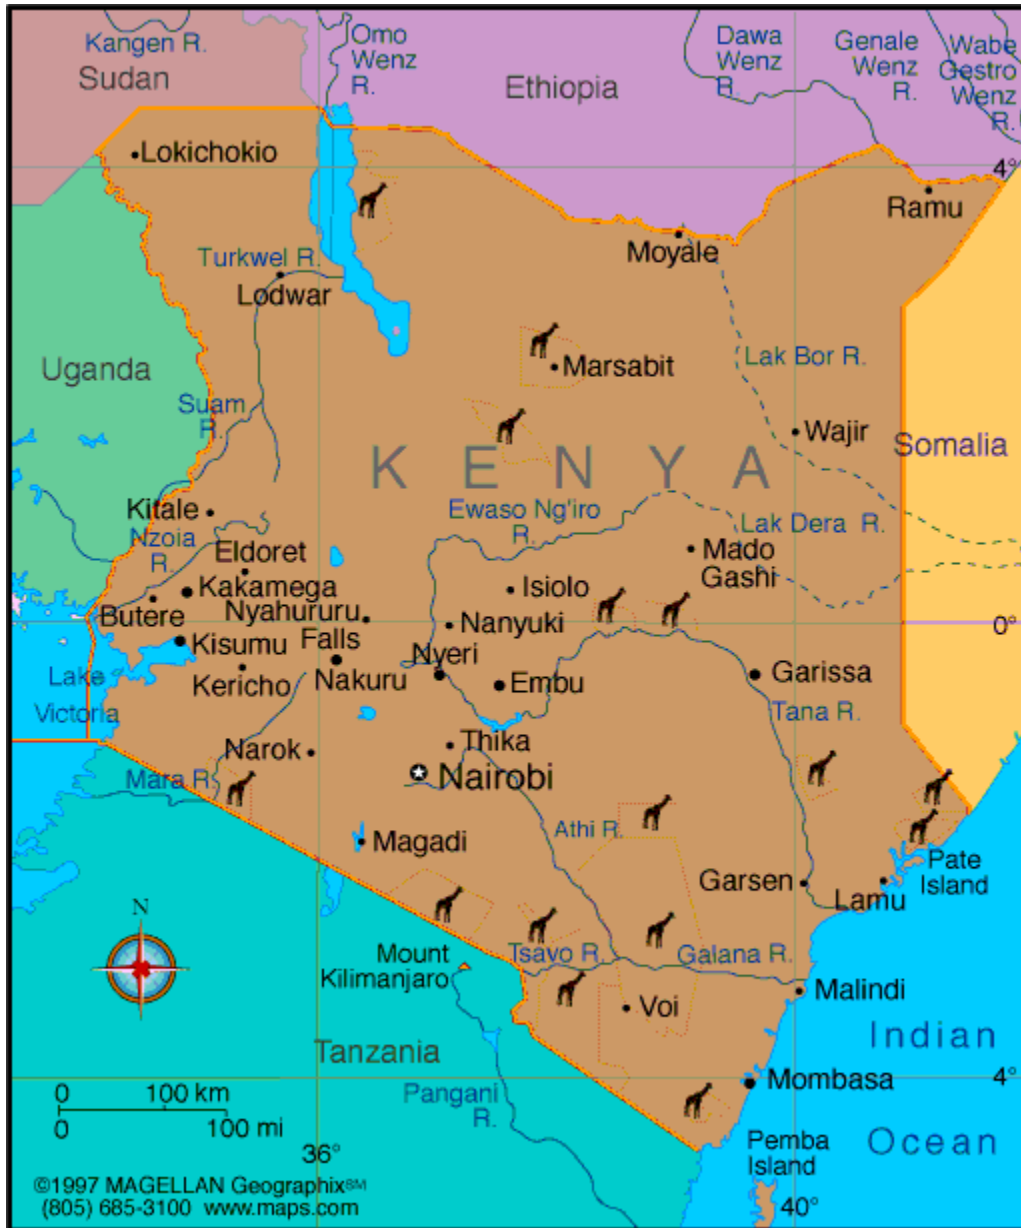 Kangen R.
Sudan
Omo
Wenz
R.
Ethiopia
Dawa
Wenz
R.
Genale
Wenz
R.
Wabe
Gestro
Wenz
R.
Lokichokio
4°
Ramu
Moyale
Turkwel R.
Lodwar
Uganda
Marsabit
Lak Bor R.
Suam
R.
Wajir
Somalia
KENYA
Kitale
Nzoia
R.
Ewaso Ng'iro
R.
Lak Dera R.
Eldoret
Mado
Gashi
Kakamega
Isiolo
Butere
Nyahururu
Falls
Nanyuki
0°
Kisumu
Nyeri
Kericho
Nakuru
Embu
Garissa
Lake
Victoria
Tana R.
Narok
Thika
Nairobi
Mara R.
Athi R.
Magadi
Pate
Island
Garsen
Lamu
N
Mount
Kilimanjaro
Tsavo R.
Galana R.
Voi
Malindi
Indian
Ocean
Tanzania
4°
Mombasa
Pangani
R.
0 100 km
0 100 mi
Pemba
Island
36°
40°
©1997 MAGELLAN Geographix℠
(805) 685-3100 www.maps.com